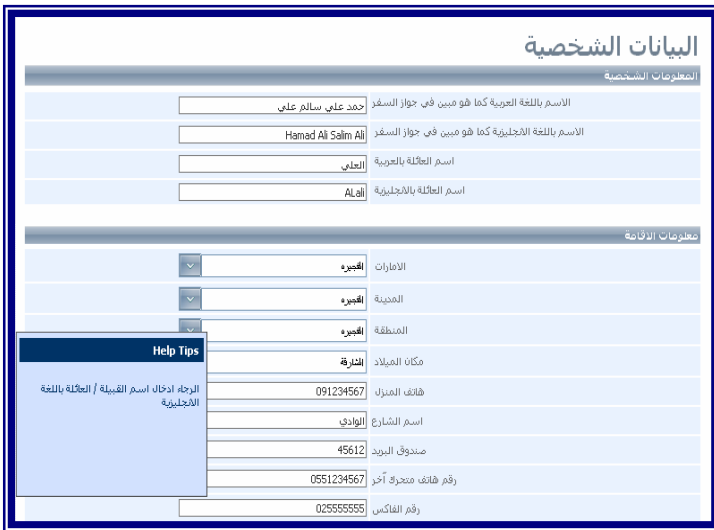 البيانات الشخصية
المعلومات الشخصية
الاسم باللغة العربية كما هو مبين في جواز السفر حمد علي سالم علي
الاسم باللغة الانجليزية كما هو مبين في جواز السفر Hamad Ali Salim Ali
اسم العائلة بالعربية العلي
اسم العائلة بالانجليزية ALali
معلومات الاقامة
الامارات الفجيره
المدينة الفجيره
المنطقة الفجيره
مكان الميلاد الشارقة
هاتف المنزل 091234567
اسم الشارع الوادي
صندوق البريد 45612
رقم هاتف متحرك آخر 0551234567
رقم الفاكس 025555555
Help Tips
الرجاء ادخال اسم القبيلة / العائلة باللغة
الانجليزية